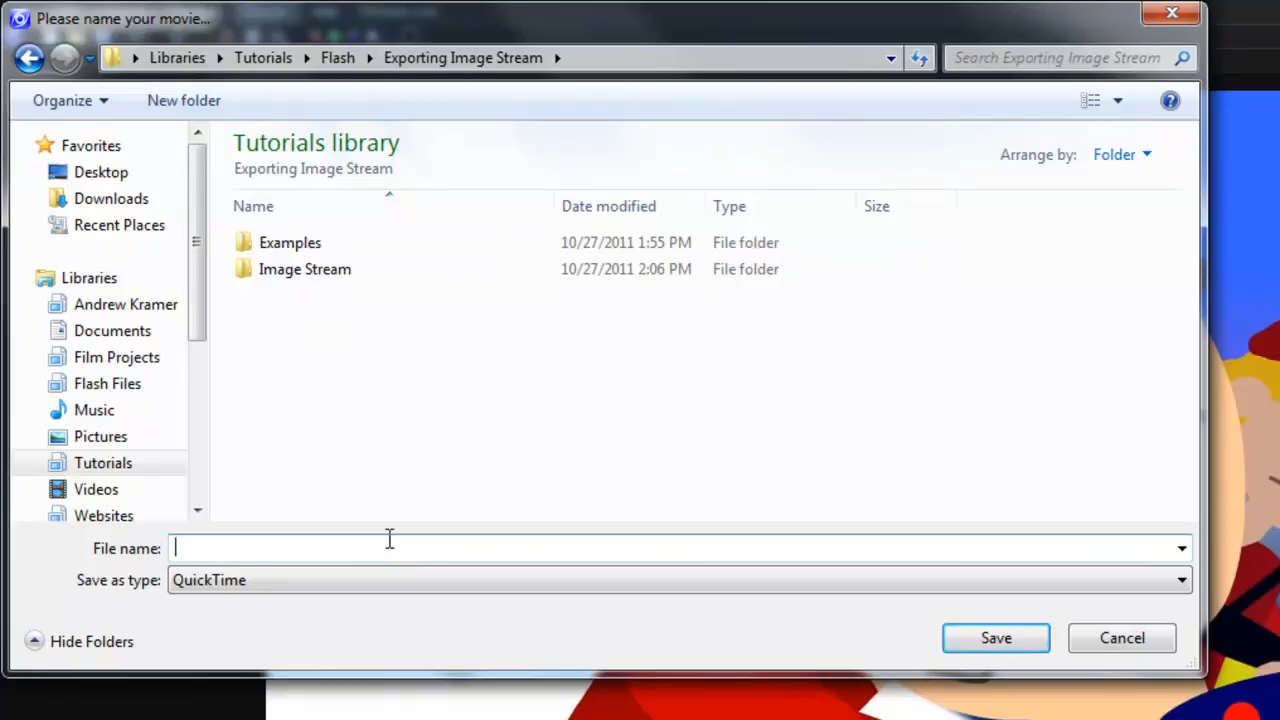 Please name your movie...
Libraries Tutorials Flash Exporting Image Stream
Search Exporting Image Stream
Organize New folder
Favorites
Desktop
Downloads
Recent Places
Libraries
Andrew Kramer
Documents
Film Projects
Flash Files
Music
Pictures
Tutorials
Videos
Websites
Tutorials library
Exporting Image Stream
Arrange by: Folder
Name Date modified Type Size
Examples 10/27/2011 1:55 PM File folder
Image Stream 10/27/2011 2:06 PM File folder
File name:
Save as type: QuickTime
Hide Folders
Save Cancel